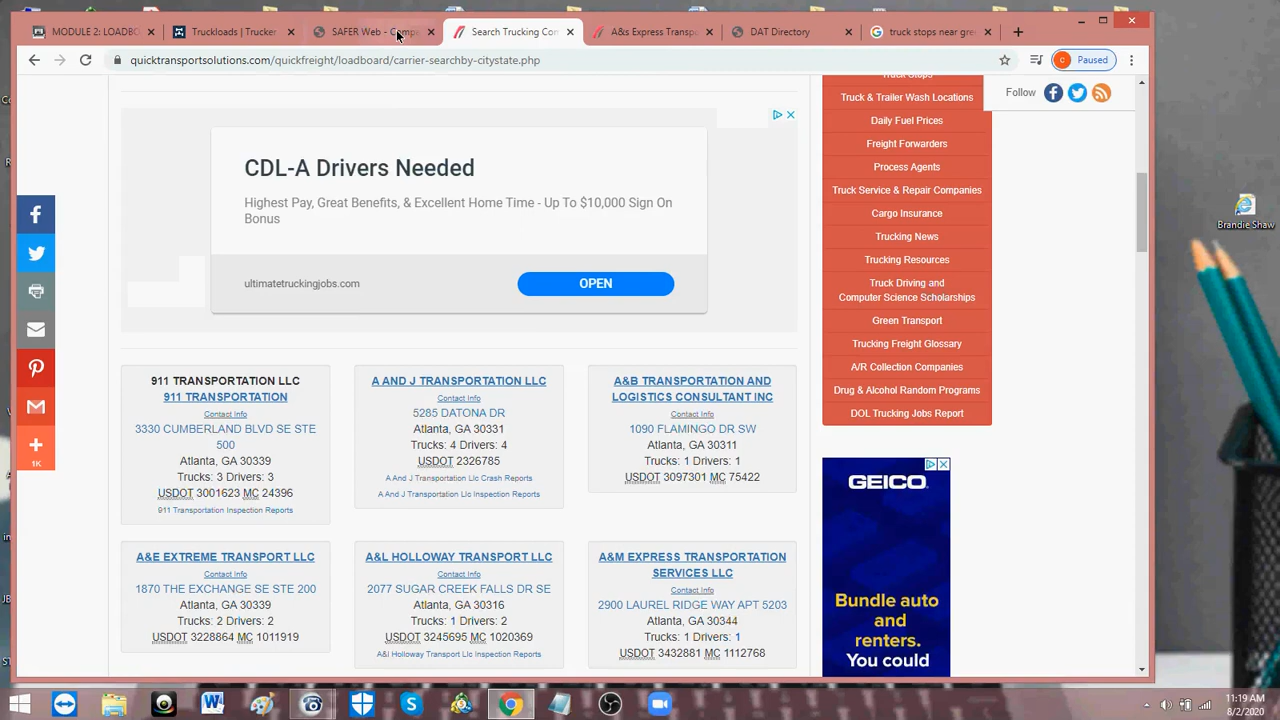 MODULE 2: LOADBO
Truckloads | Trucker
SAFER Web - Compa
Search Trucking Com
A&s Express Transpo
DAT Directory
truck stops near gre
quicktransportsolutions.com/quickfreight/loadboard/carrier-searchby-citystate.php
Paused
Truck Stops
Truck & Trailer Wash Locations
Daily Fuel Prices
Freight Forwarders
Process Agents
Truck Service & Repair Companies
Cargo Insurance
Trucking News
Trucking Resources
Truck Driving and
Computer Science Scholarships
Green Transport
Trucking Freight Glossary
A/R Collection Companies
Drug & Alcohol Random Programs
DOL Trucking Jobs Report
Follow
CDL-A Drivers Needed
Highest Pay, Great Benefits, & Excellent Home Time - Up To $10,000 Sign On
Bonus
ultimatetruckingjobs.com
OPEN
1K
911 TRANSPORTATION LLC
911 TRANSPORTATION
Contact Info
3330 CUMBERLAND BLVD SE STE
500
Atlanta, GA 30339
Trucks: 3 Drivers: 3
USDOT 3001623 MC 24396
911 Transportation Inspection Reports
A AND J TRANSPORTATION LLC
Contact Info
5285 DATONA DR
Atlanta, GA 30331
Trucks: 4 Drivers: 4
USDOT 2326785
A And J Transportation Llc Crash Reports
A And J Transportation Llc Inspection Reports
A&B TRANSPORTATION AND
LOGISTICS CONSULTANT INC
Contact Info
1090 FLAMINGO DR SW
Atlanta, GA 30311
Trucks: 1 Drivers: 1
USDOT 3097301 MC 75422
A&E EXTREME TRANSPORT LLC
Contact Info
1870 THE EXCHANGE SE STE 200
Atlanta, GA 30339
Trucks: 2 Drivers: 2
USDOT 3228864 MC 1011919
A&L HOLLOWAY TRANSPORT LLC
Contact Info
2077 SUGAR CREEK FALLS DR SE
Atlanta, GA 30316
Trucks: 1 Drivers: 2
USDOT 3245695 MC 1020369
A&l Holloway Transport Llc Inspection Reports
A&M EXPRESS TRANSPORTATION
SERVICES LLC
Contact Info
2900 LAUREL RIDGE WAY APT 5203
Atlanta, GA 30344
Trucks: 1 Drivers: 1
USDOT 3432881 MC 1112768
GEICO
Bundle auto
and
renters.
You could
Brandie Shaw
11:19 AM
8/2/2020